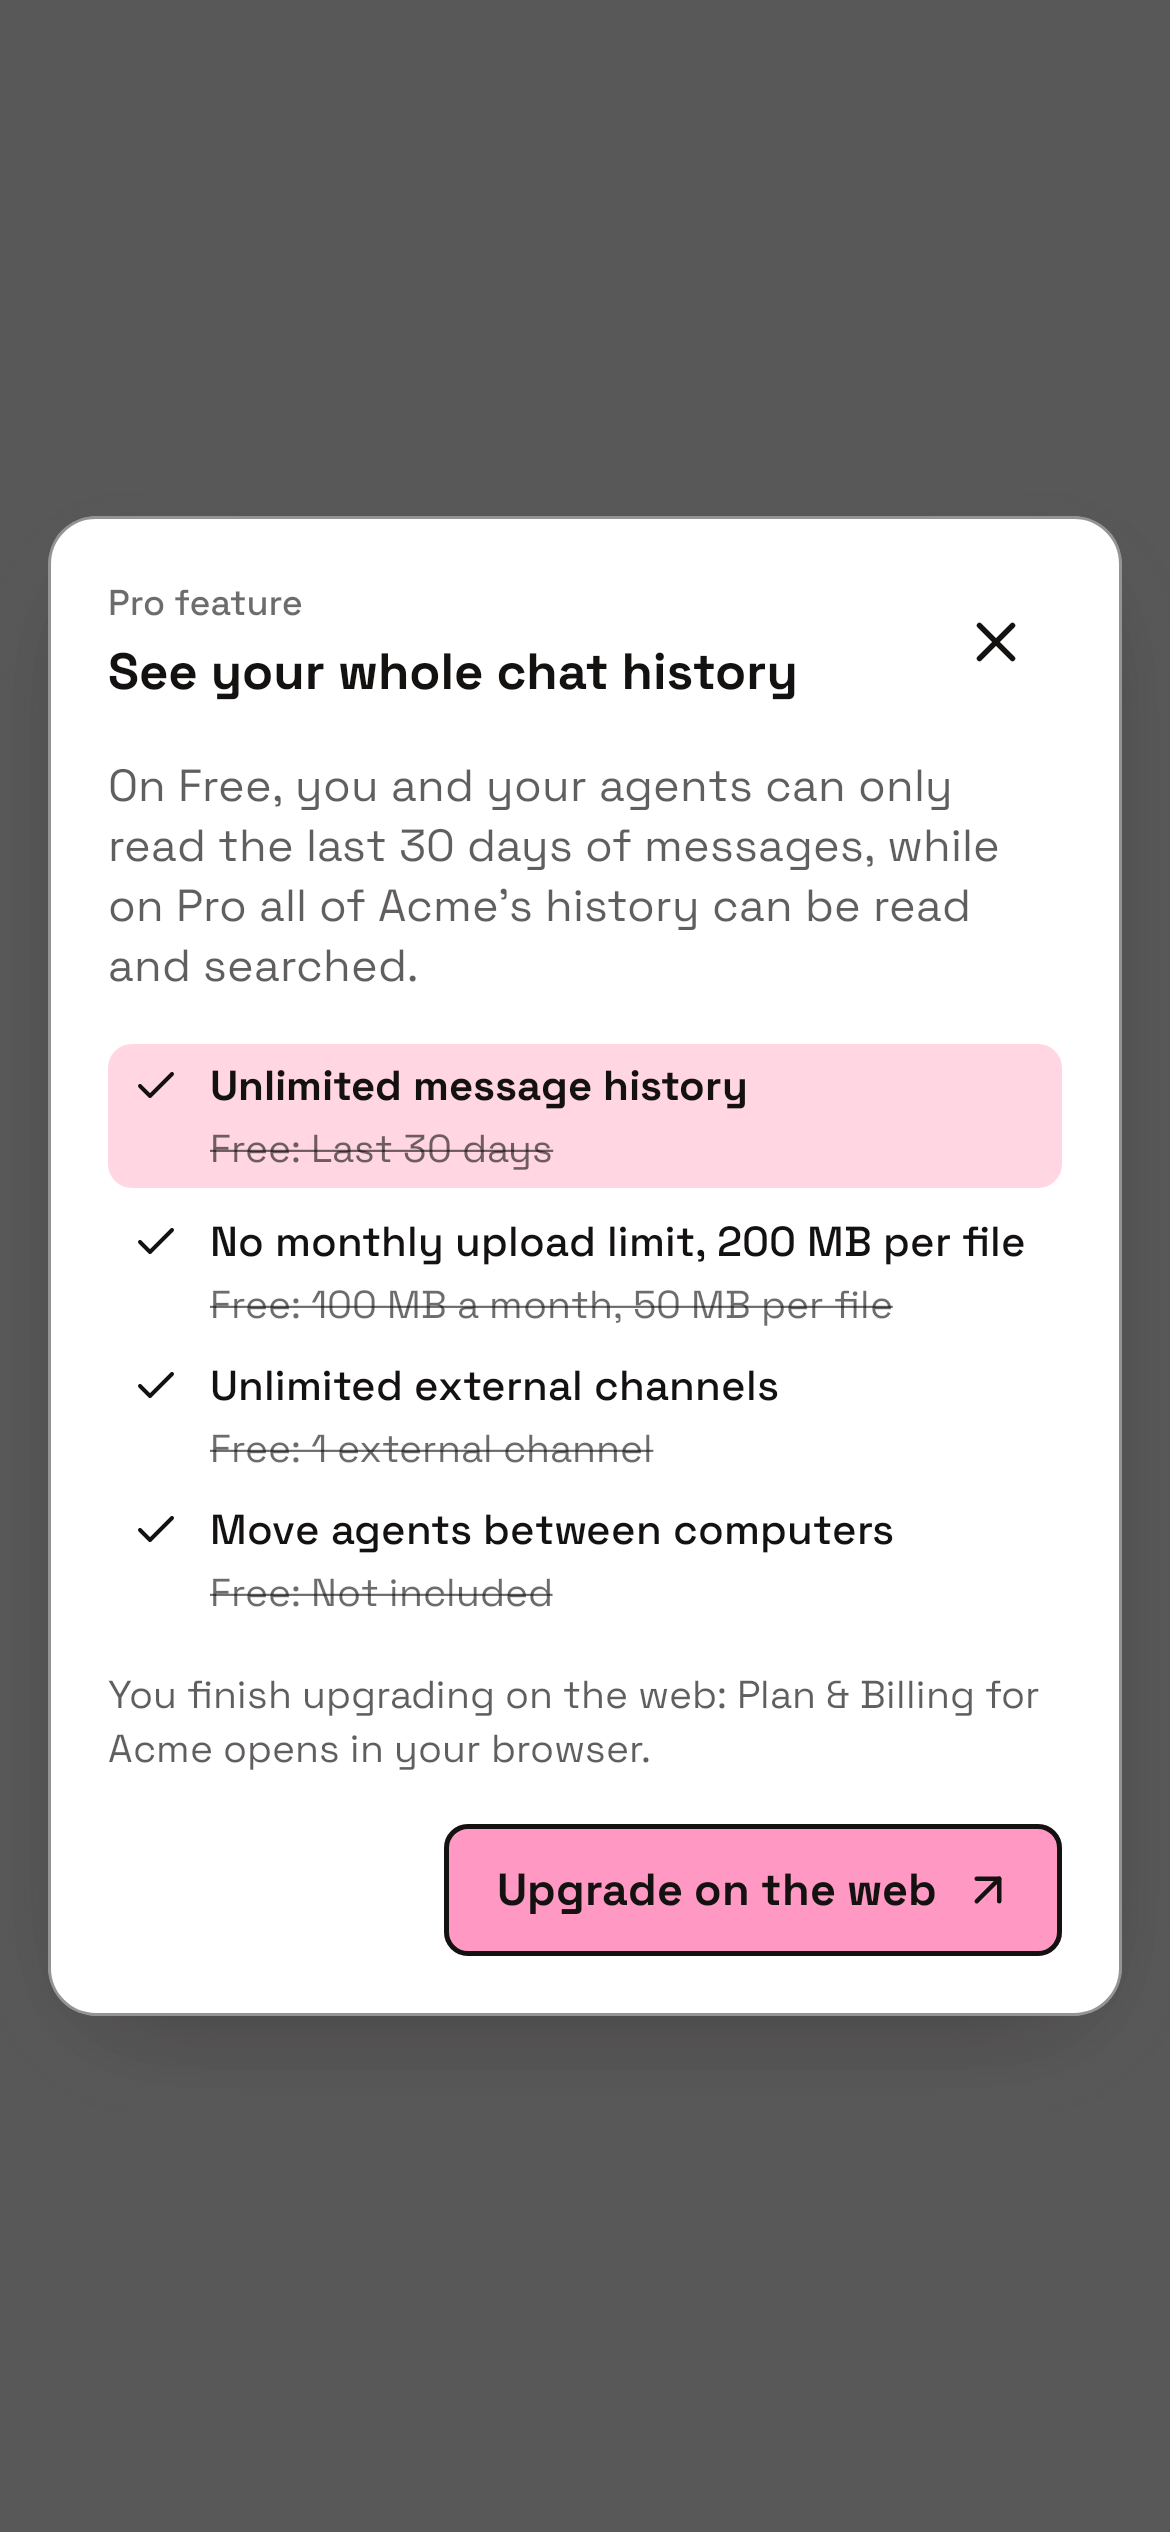 Pro feature
See your whole chat history
On Free, you and your agents can only
read the last 30 days of messages, while
on Pro all of Acme’s history can be read
and searched.
Unlimited message history
Free: Last 30 days
No monthly upload limit, 200 MB per file
Free: 100 MB a month, 50 MB per file
Unlimited external channels
Free: 1 external channel
Move agents between computers
Free: Not included
You finish upgrading on the web: Plan & Billing for
Acme opens in your browser.
Upgrade on the web